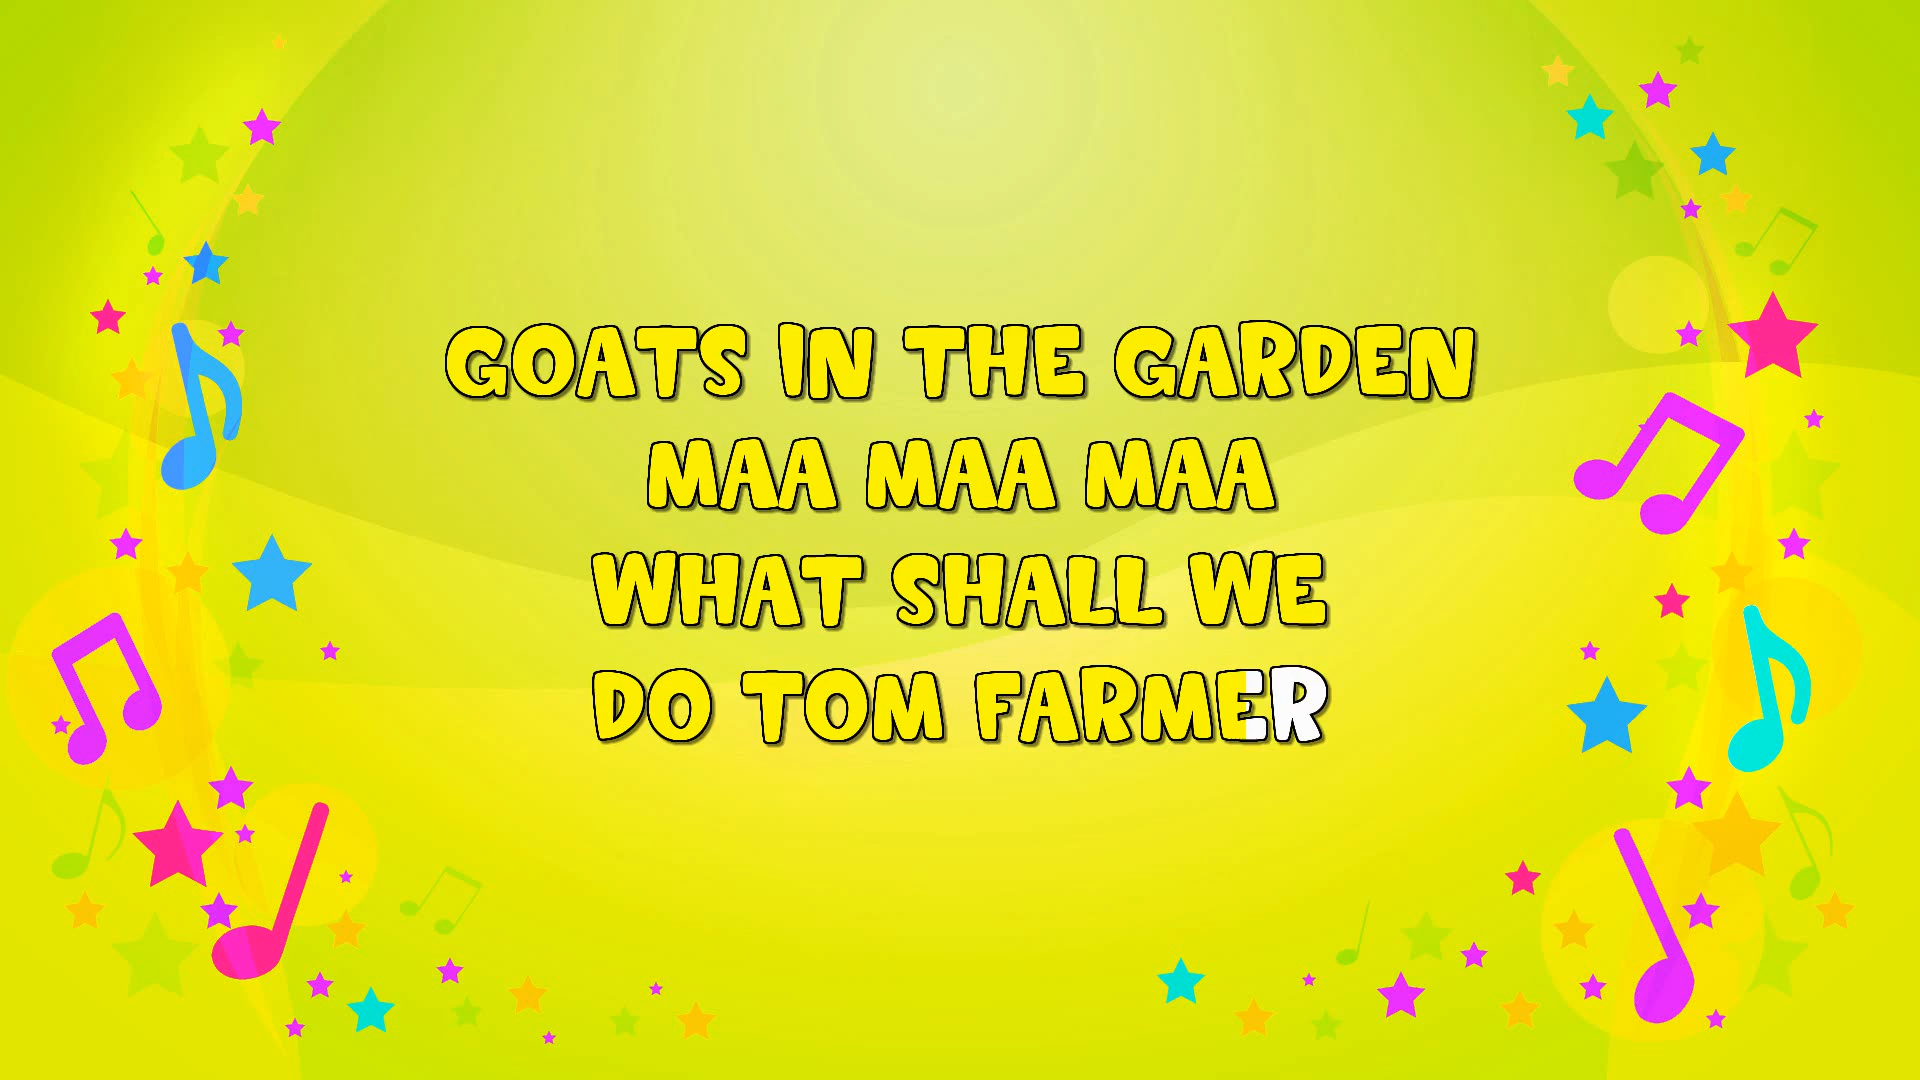 GOATS IN THE GARDEN
MAA MAA MAA
WHAT SHALL WE
DO TOM FARMER